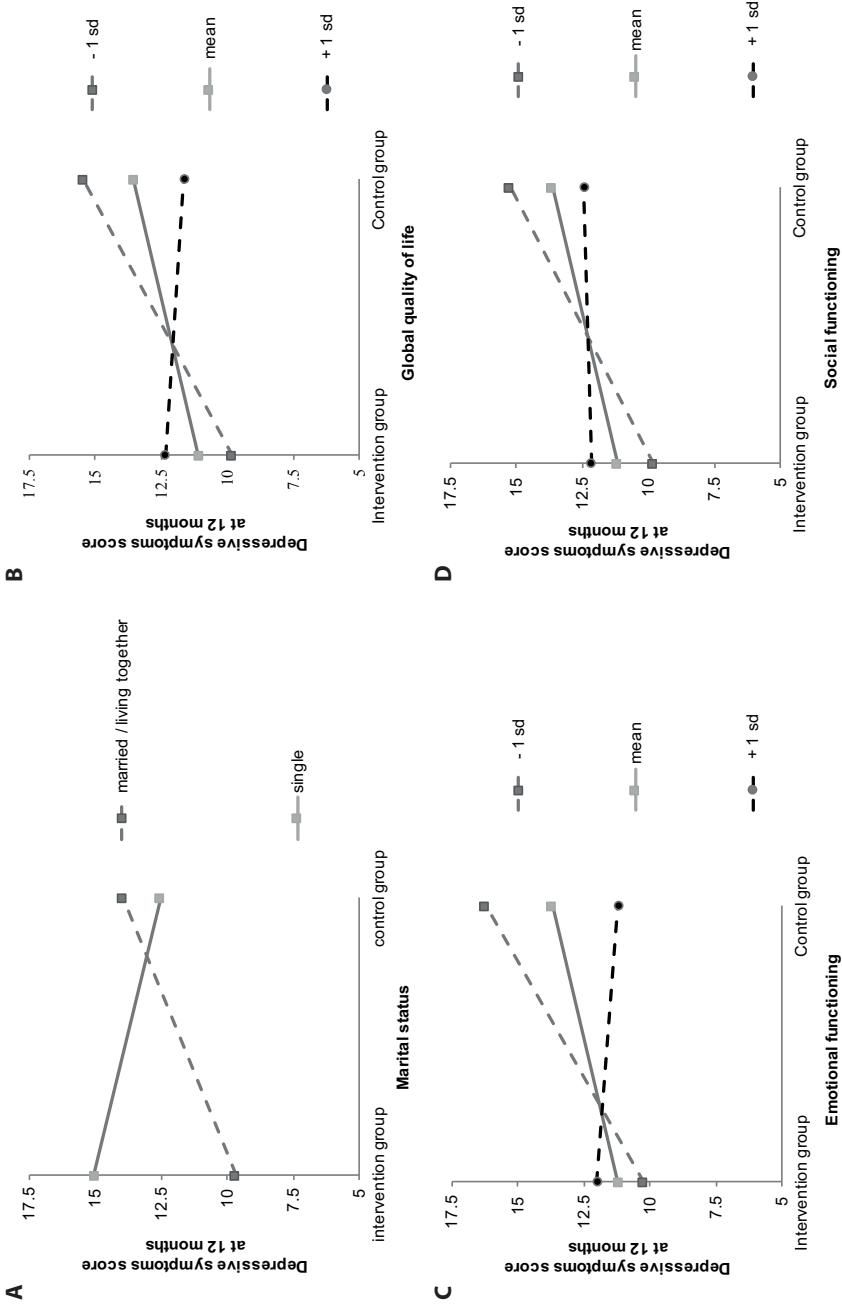 A
17.5
15
12.5
10
7.5
5
Depressive symptoms score
at 12 months
intervention group
control group
Marital status
married / living together
single
B
17.5
15
12.5
10
7.5
5
Depressive symptoms score
at 12 months
Intervention group
Control group
Global quality of life
- 1 sd
mean
+ 1 sd
C
17.5
15
12.5
10
7.5
5
Depressive symptoms score
at 12 months
Intervention group
Control group
Emotional functioning
- 1 sd
mean
+ 1 sd
D
17.5
15
12.5
10
7.5
5
Depressive symptoms score
at 12 months
Intervention group
Control group
Social functioning
- 1 sd
mean
+ 1 sd